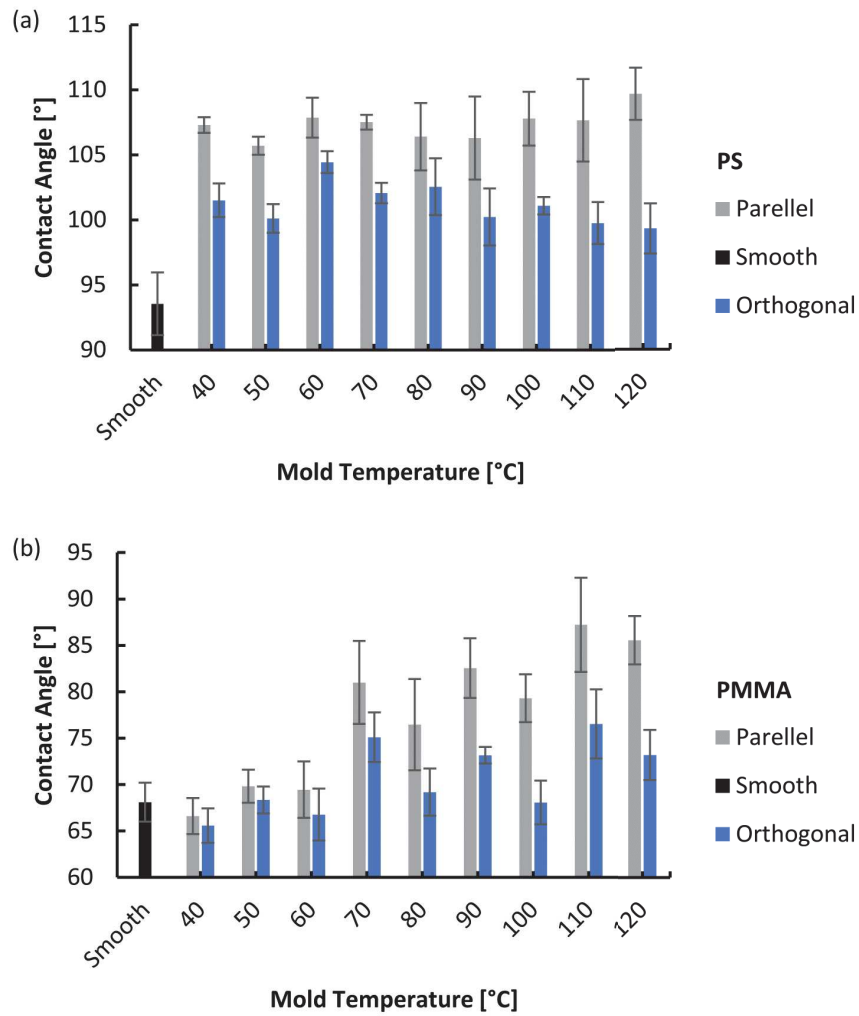 (a)
115
110
105
100
95
90
Contact Angle [°]
Smooth
40
50
60
70
80
90
100
110
120
Mold Temperature [°C]
PS
Parellel
Smooth
Orthogonal
(b)
95
90
85
80
75
70
65
60
Contact Angle [°]
Smooth
40
50
60
70
80
90
100
110
120
Mold Temperature [°C]
PMMA
Parellel
Smooth
Orthogonal